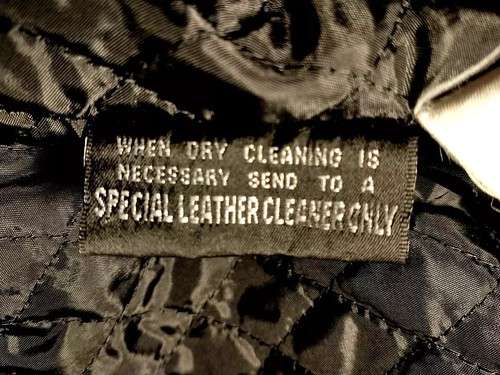 WHEN DRY CLEANING IS
NECESSARY SEND TO A
SPECIAL LEATHER CLEANER ONLY